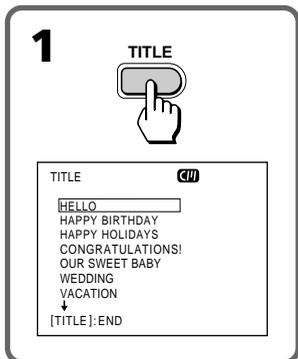 1
TITLE
TITLE
HELLO
HAPPY BIRTHDAY
HAPPY HOLIDAYS
CONGRATULATIONS!
OUR SWEET BABY
WEDDING
VACATION
[TITLE]:END